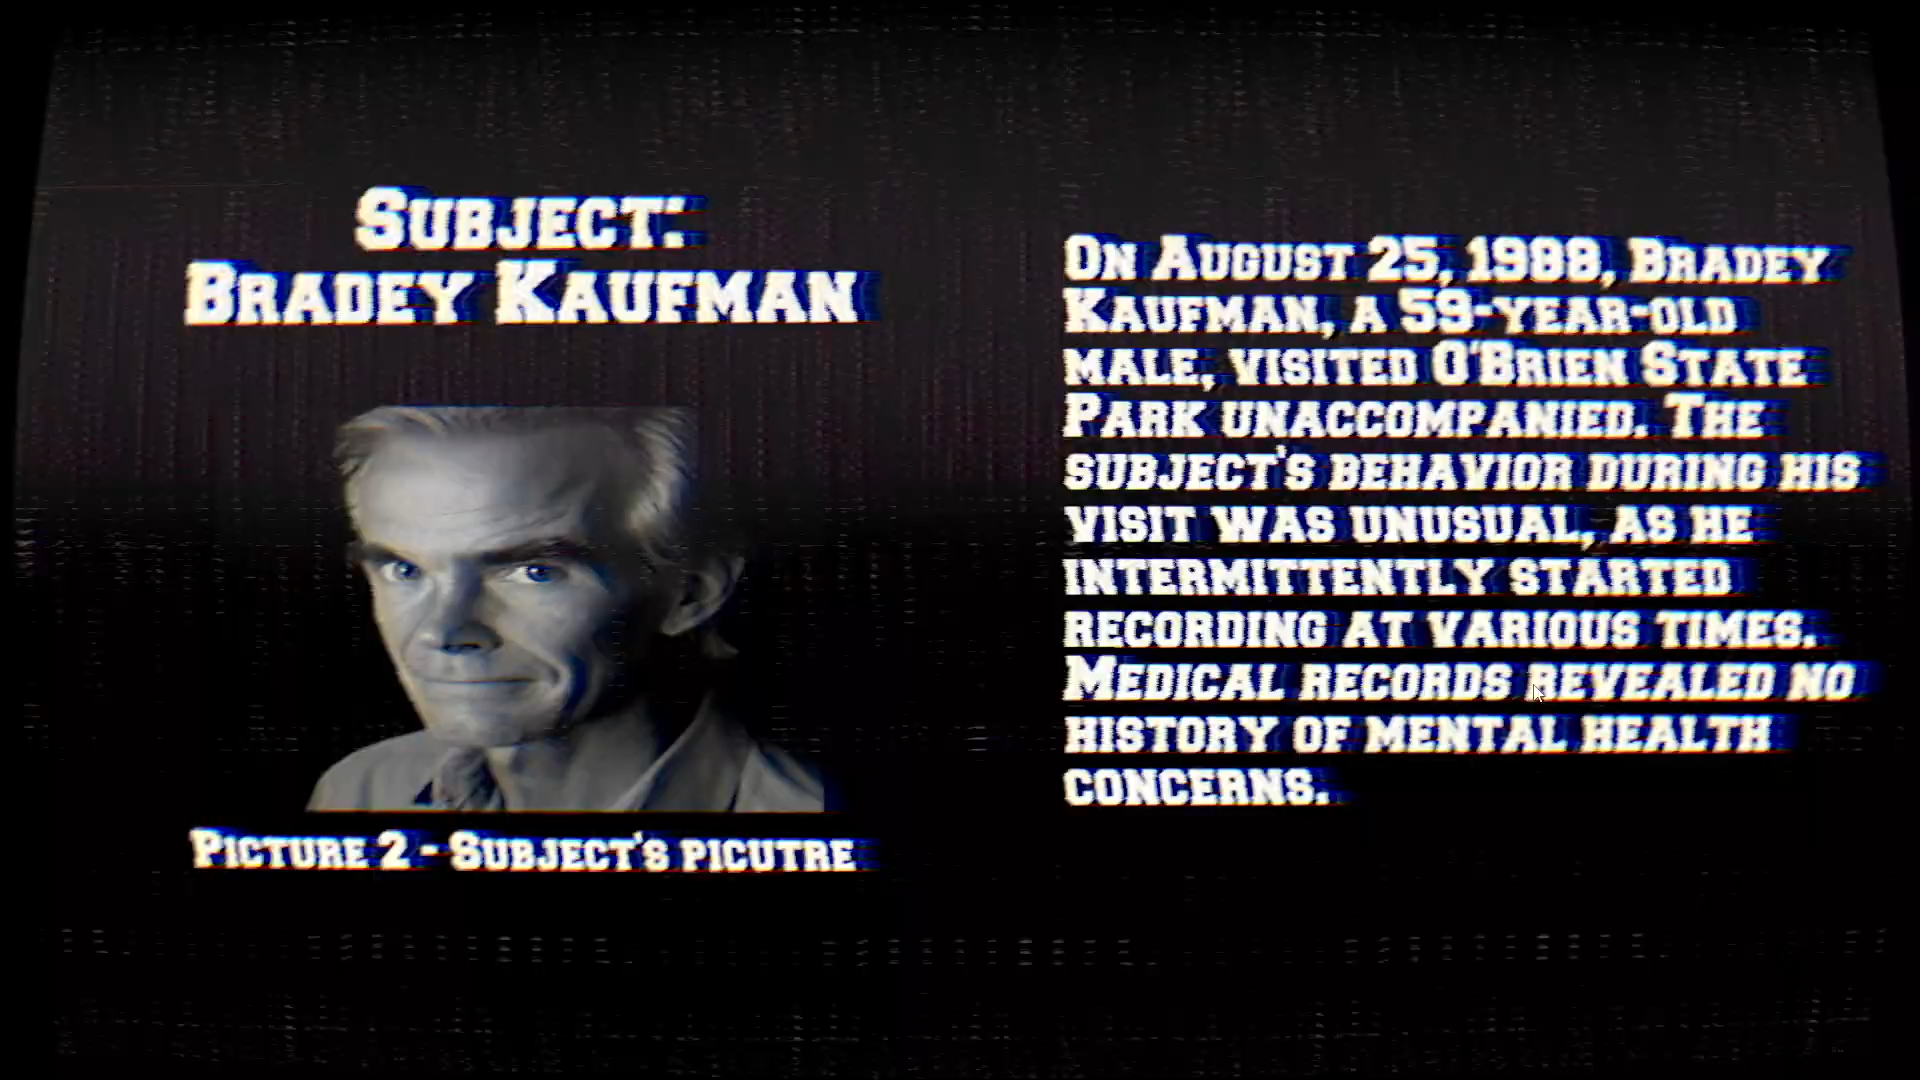 Subject:
Bradey Kaufman
On August 25, 1988, Bradey
Kaufman, a 59-year-old
male, visited O'Brien State
Park unaccompanied. The
subject's behavior during his
visit was unusual, as he
intermittently started
recording at various times.
Medical records revealed no
history of mental health
concerns.
Picture 2 - Subject's picutre